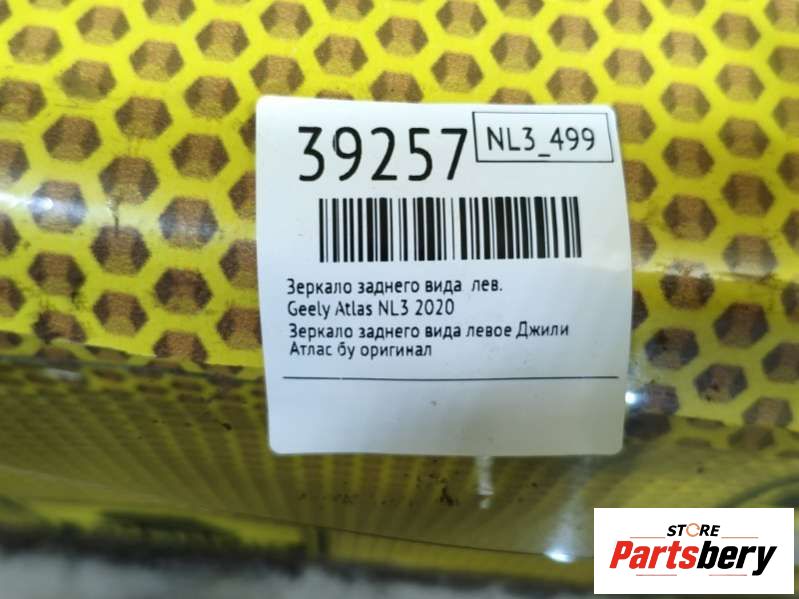 39257
NL3_499
Зеркало заднего вида лев.
Geely Atlas NL3 2020
Зеркало заднего вида левое Джили
Атлас бу оригинал
STORE
Partsbery